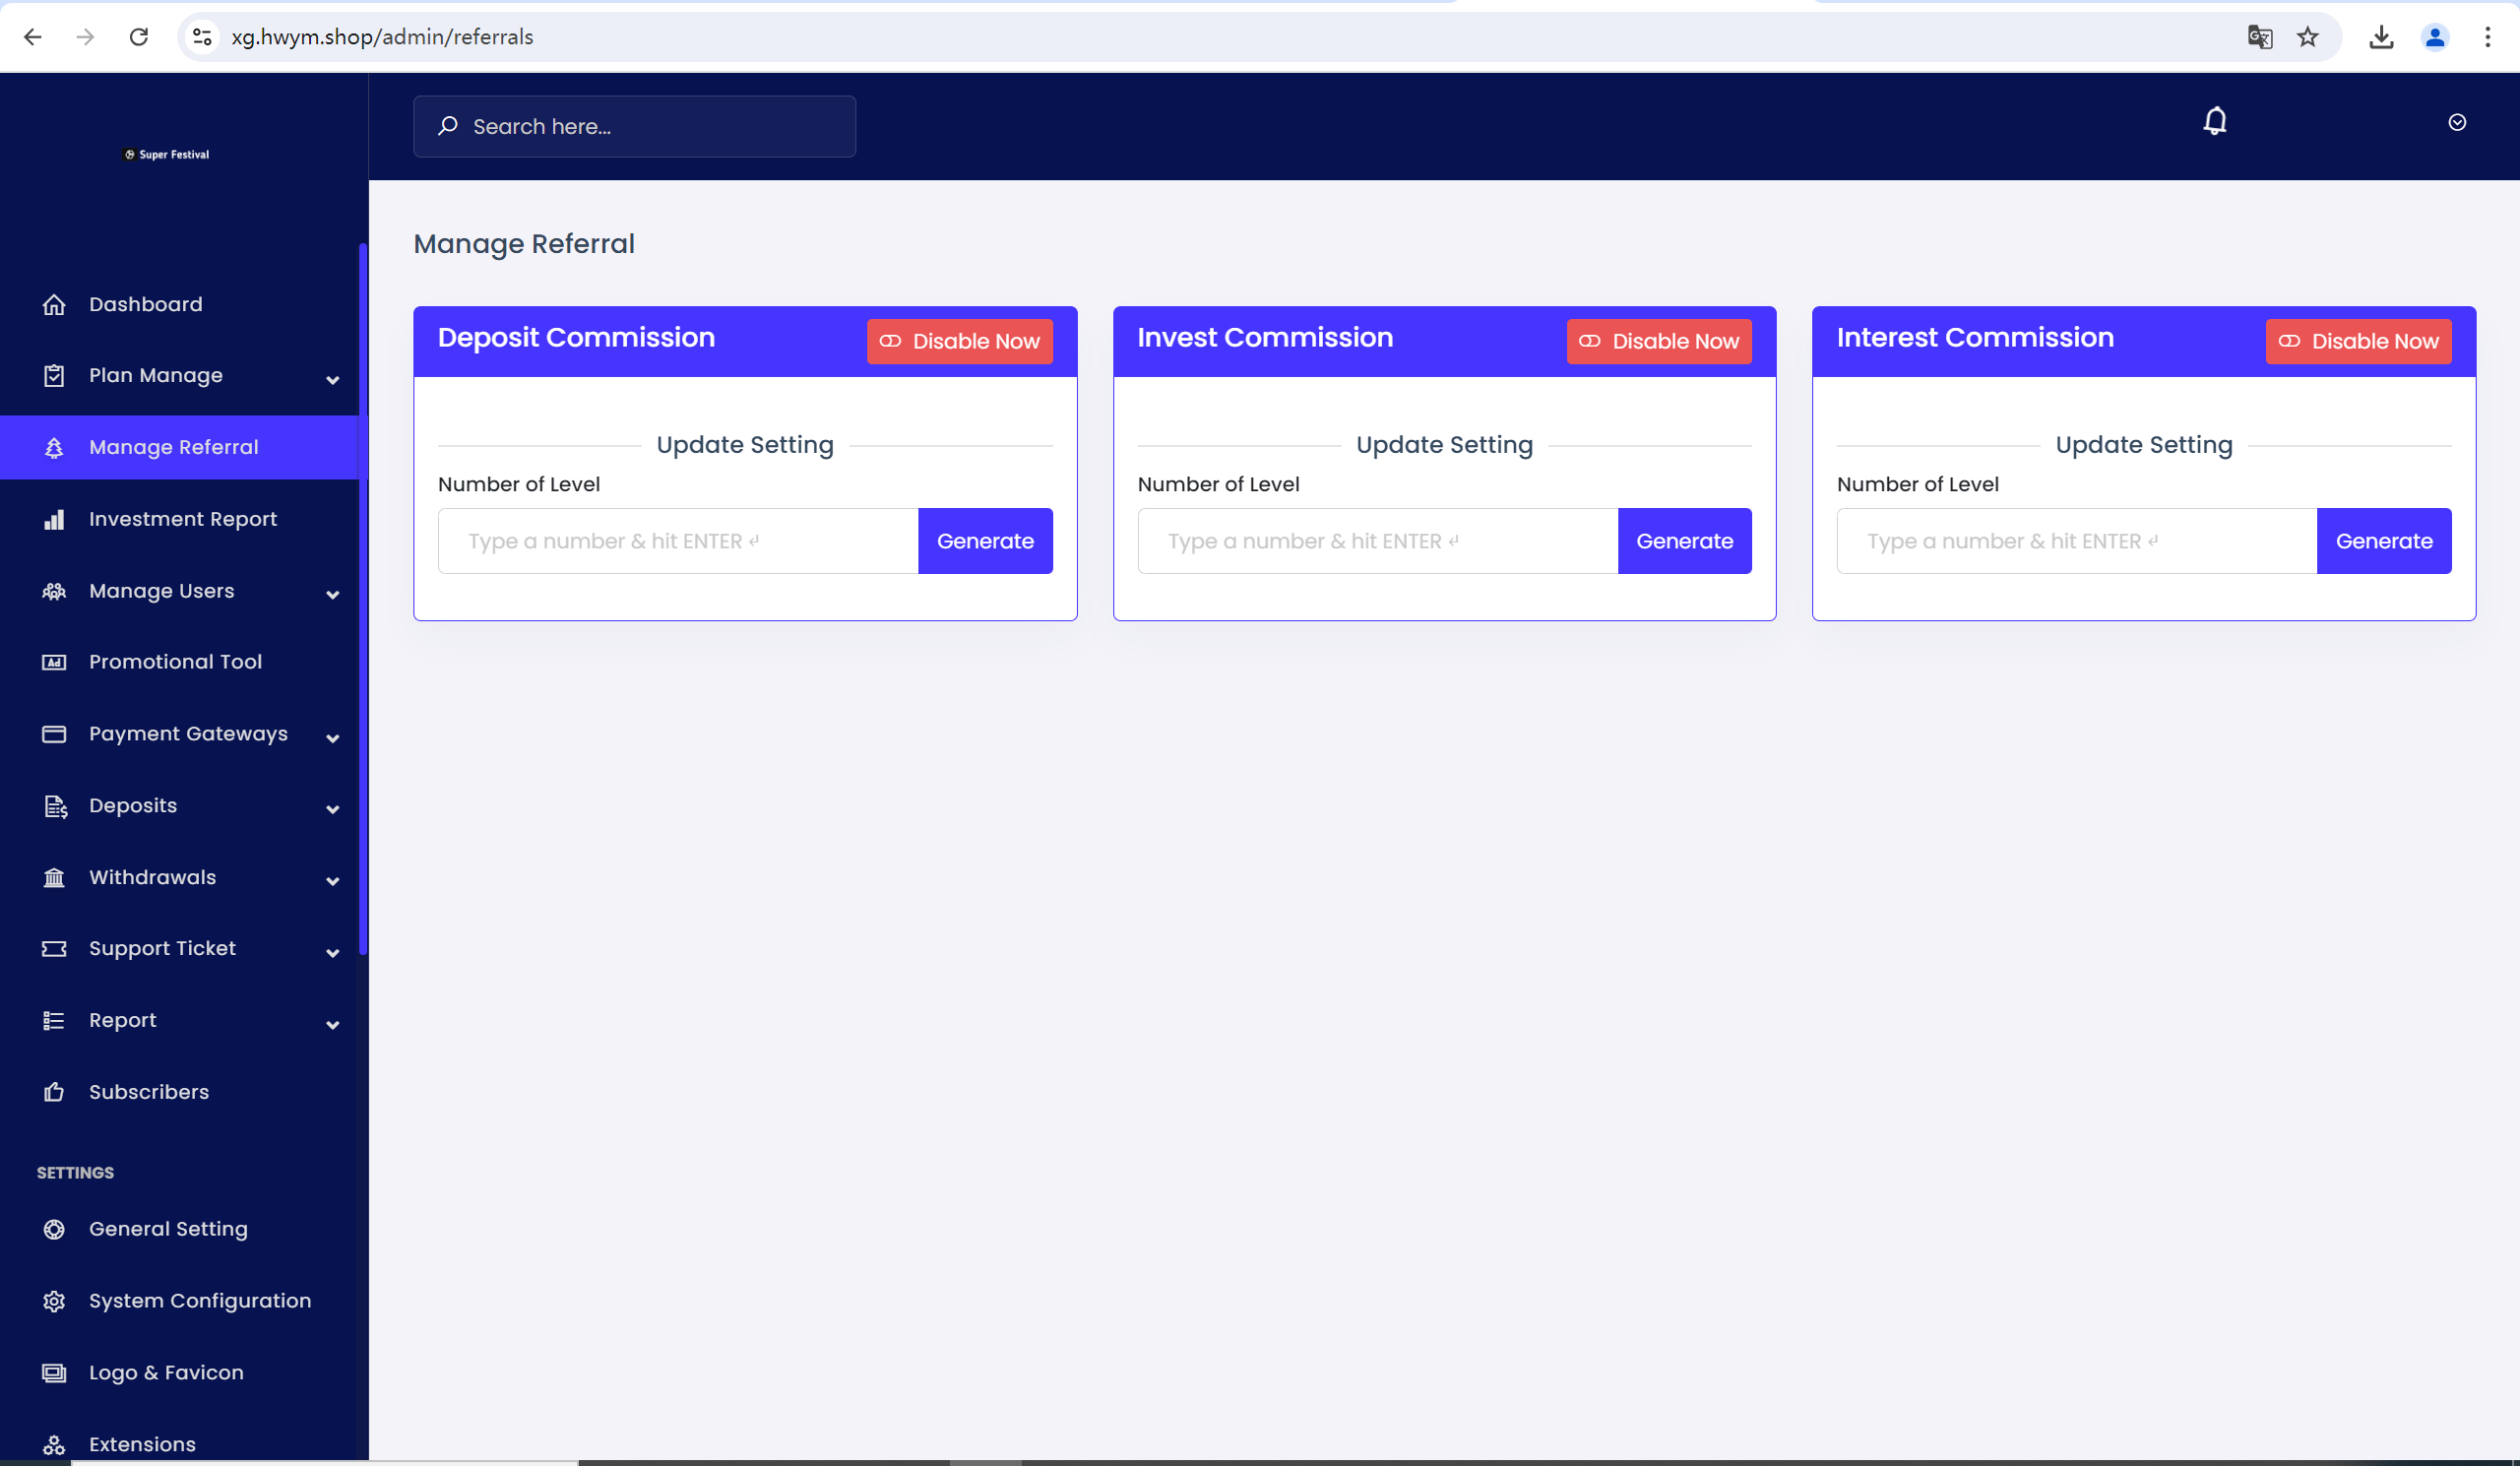 xg.hwym.shop/admin/referrals
Super Festival
Search here...
Dashboard
Plan Manage
Manage Referral
Investment Report
Manage Users
Ad
Promotional Tool
Payment Gateways
Deposits
Withdrawals
Support Ticket
Report
Subscribers
SETTINGS
General Setting
System Configuration
Logo & Favicon
Extensions
Manage Referral
Deposit Commission
Disable Now
Update Setting
Number of Level
Type a number & hit ENTER ↵
Generate
Invest Commission
Disable Now
Update Setting
Number of Level
Type a number & hit ENTER ↵
Generate
Interest Commission
Disable Now
Update Setting
Number of Level
Type a number & hit ENTER ↵
Generate